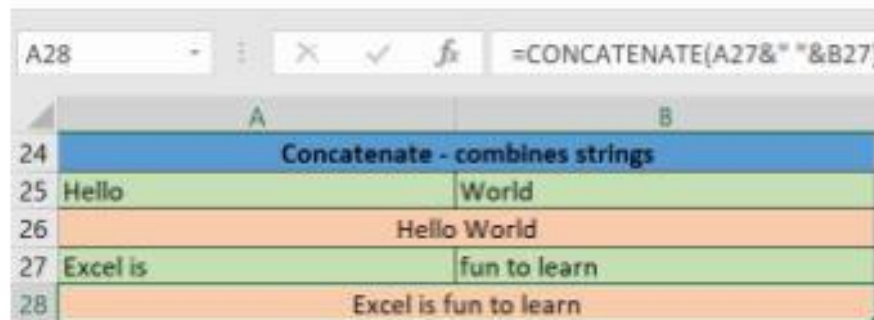 A28 fx =CONCATENATE(A27&" "&B27)
A B
24 Concatenate - combines strings
25 Hello World
26 Hello World
27 Excel is fun to learn
28 Excel is fun to learn